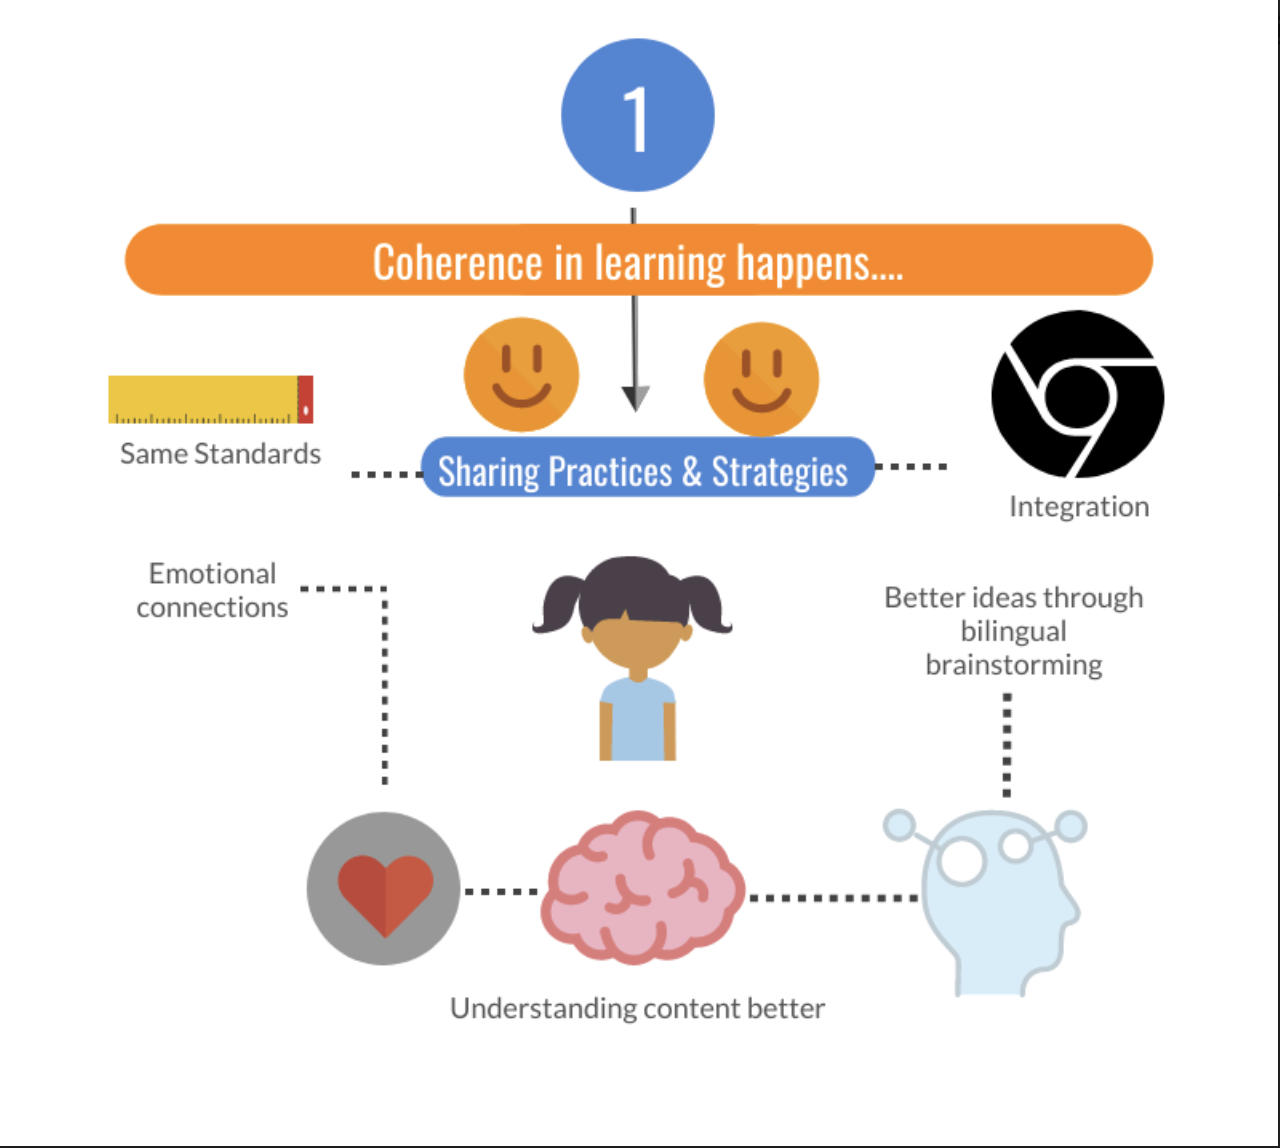 1
Coherence in learning happens....
Same Standards
Sharing Practices & Strategies
Integration
Emotional
connections
Better ideas through
bilingual
brainstorming
Understanding content better